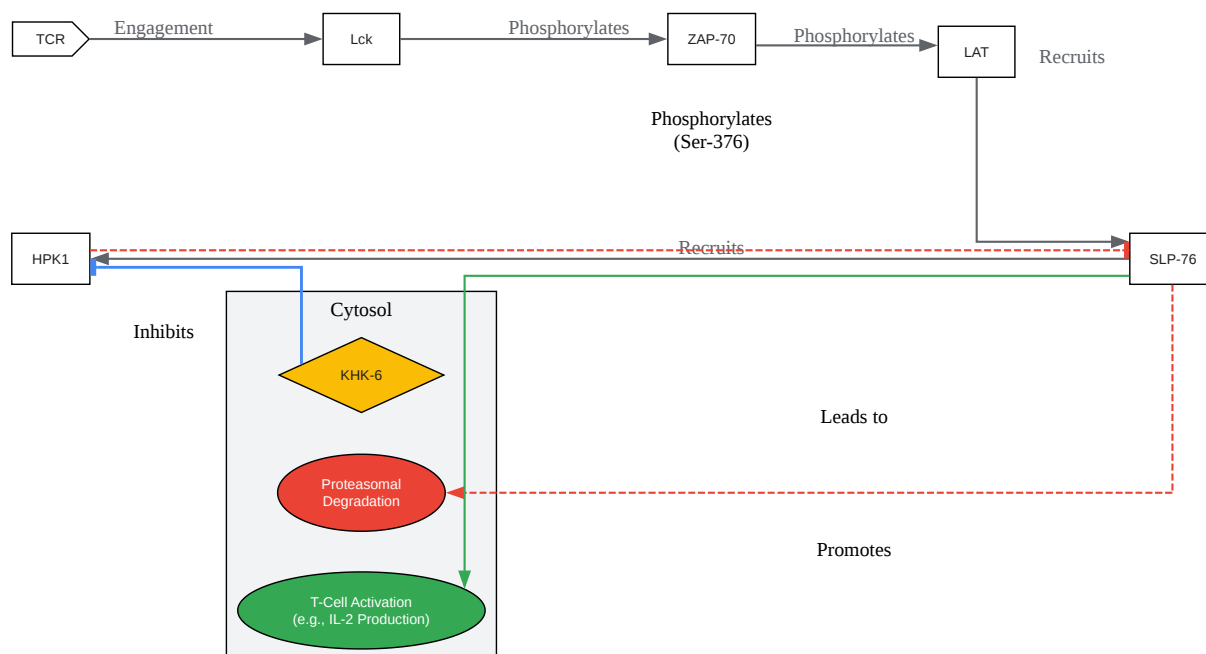 TCR
Engagement
Lck
Phosphorylates
ZAP-70
Phosphorylates
LAT
Recruits
Phosphorylates
(Ser-376)
HPK1
Recruits
SLP-76
Inhibits
Cytosol
KHK-6
Leads to
Proteasomal
Degradation
Promotes
T-Cell Activation
(e.g., IL-2 Production)